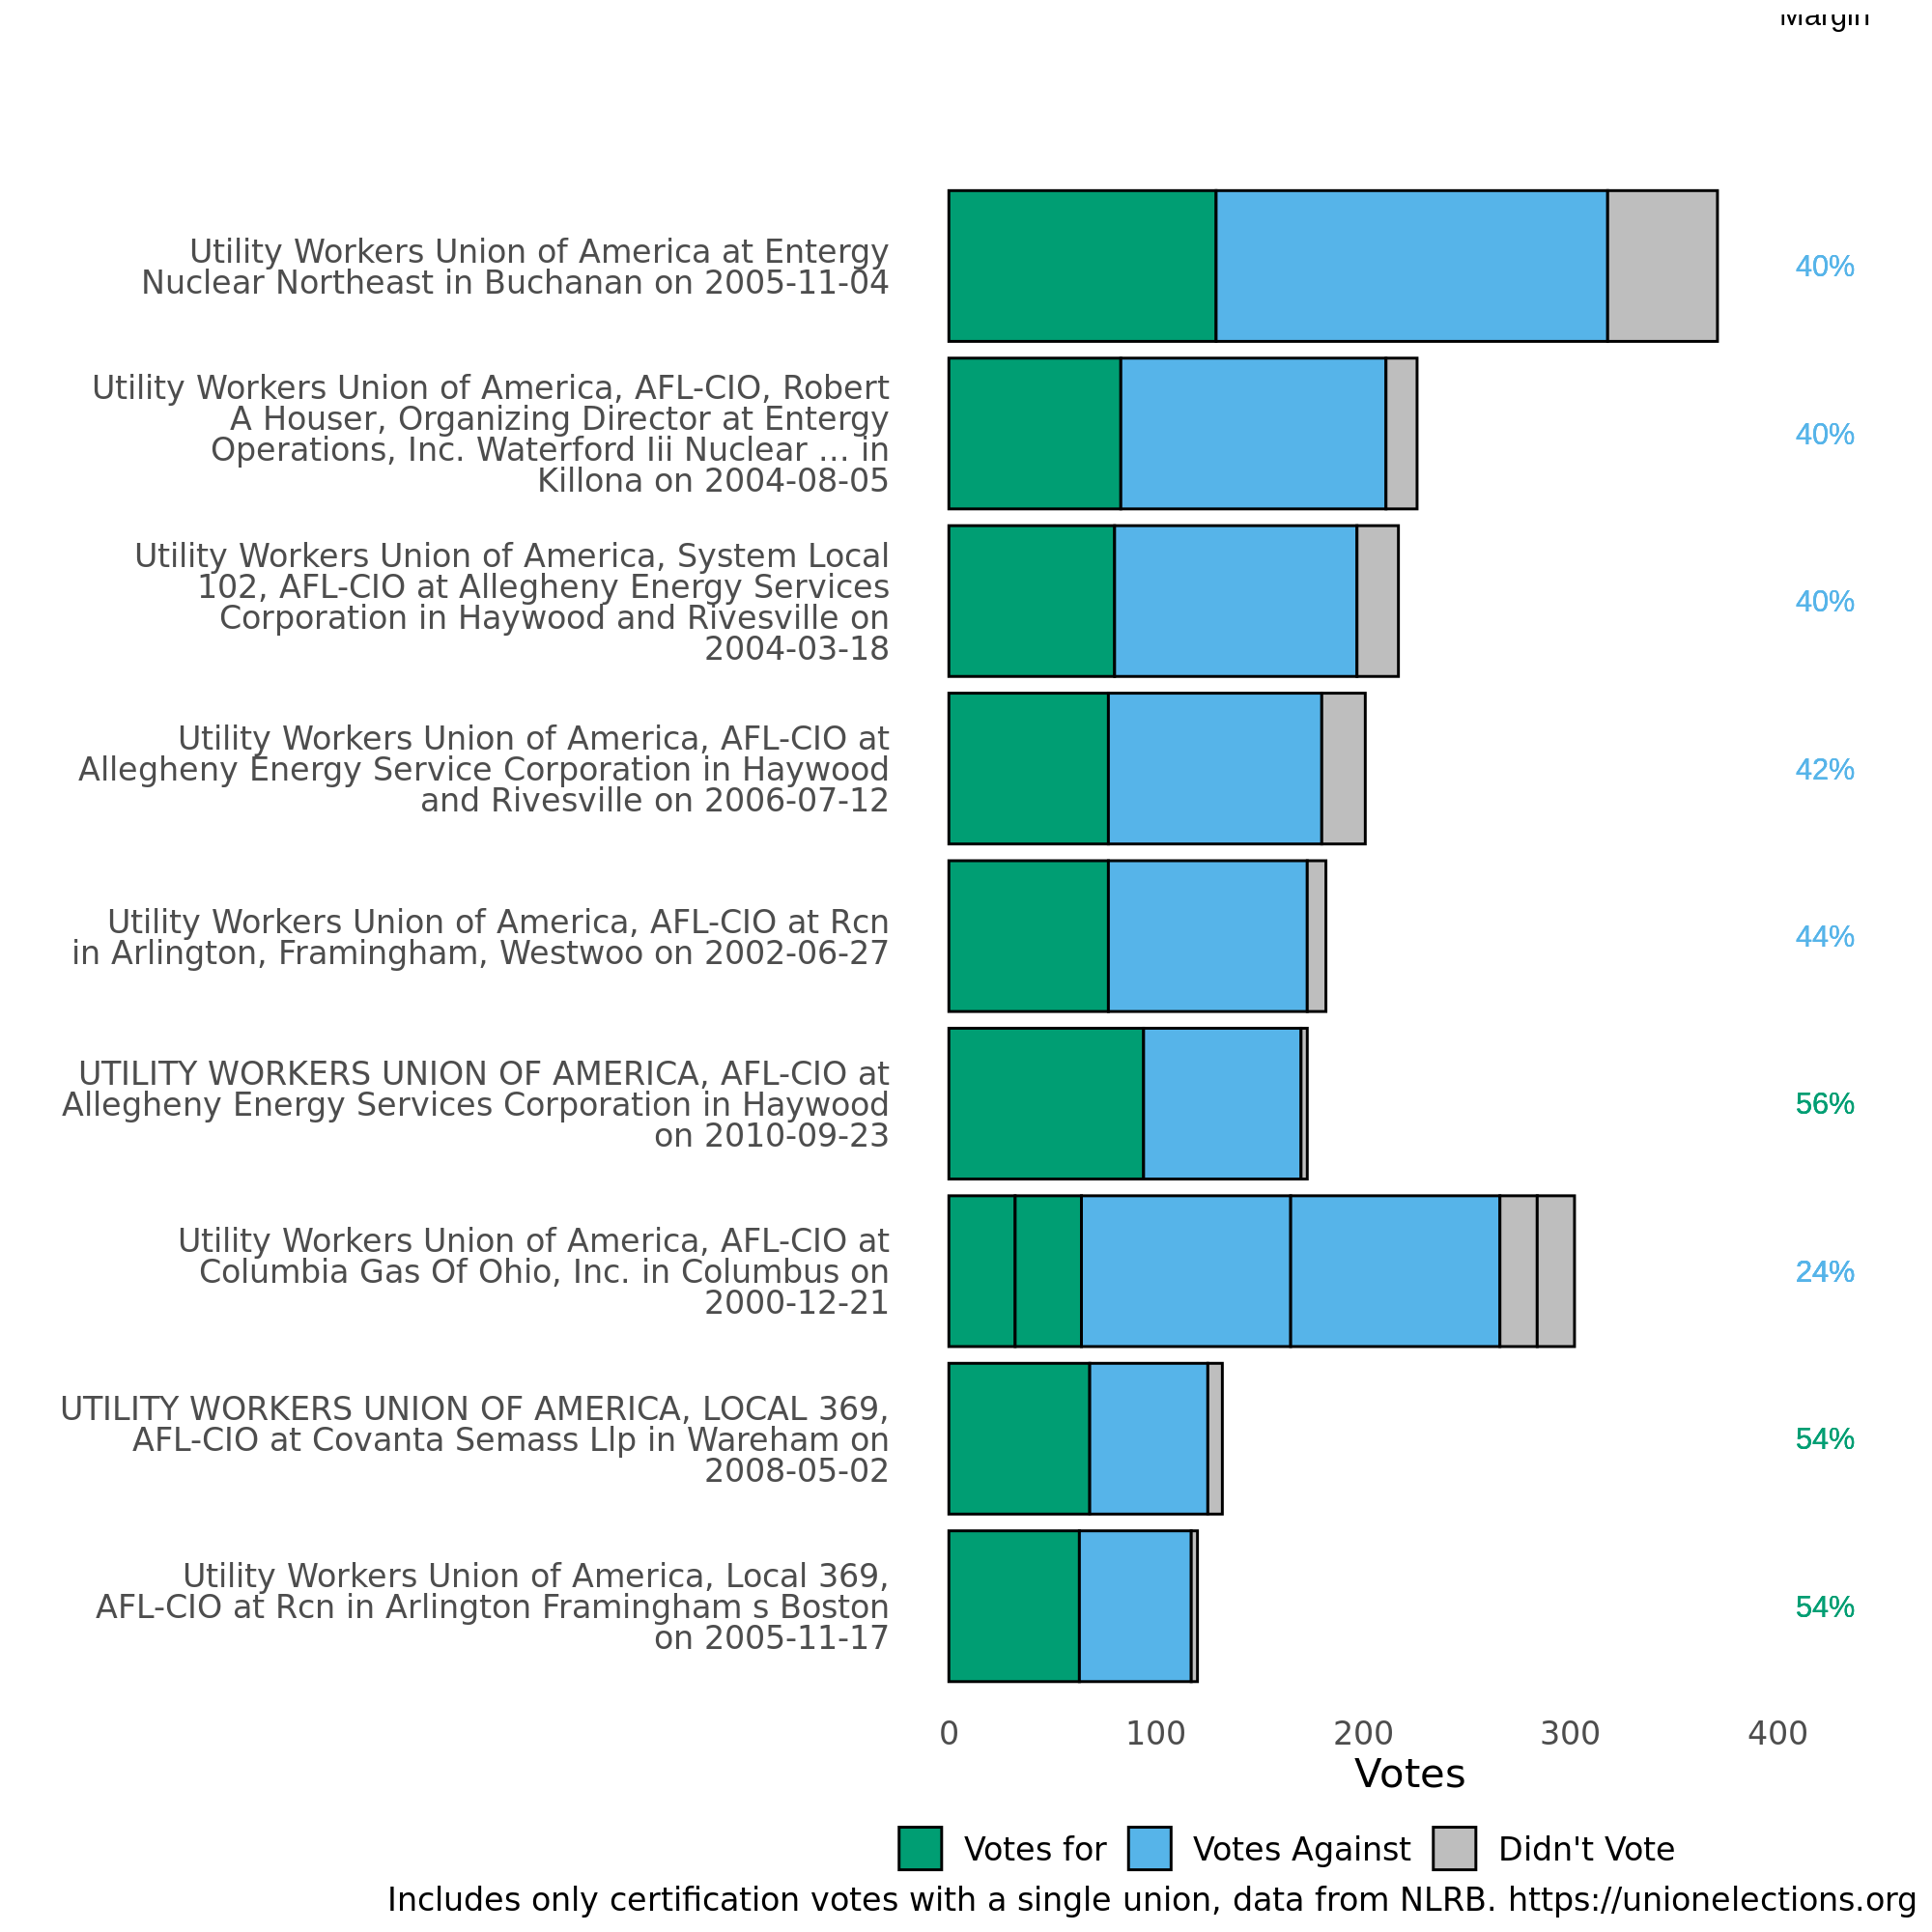 Margin
Utility Workers Union of America at Entergy
Nuclear Northeast in Buchanan on 2005-11-04
40%
Utility Workers Union of America, AFL-CIO, Robert
A Houser, Organizing Director at Entergy
Operations, Inc. Waterford Iii Nuclear ... in
Killona on 2004-08-05
40%
Utility Workers Union of America, System Local
102, AFL-CIO at Allegheny Energy Services
Corporation in Haywood and Rivesville on
2004-03-18
40%
Utility Workers Union of America, AFL-CIO at
Allegheny Energy Service Corporation in Haywood
and Rivesville on 2006-07-12
42%
Utility Workers Union of America, AFL-CIO at Rcn
in Arlington, Framingham, Westwoo on 2002-06-27
44%
UTILITY WORKERS UNION OF AMERICA, AFL-CIO at
Allegheny Energy Services Corporation in Haywood
on 2010-09-23
56%
Utility Workers Union of America, AFL-CIO at
Columbia Gas Of Ohio, Inc. in Columbus on
2000-12-21
24%
UTILITY WORKERS UNION OF AMERICA, LOCAL 369,
AFL-CIO at Covanta Semass Llp in Wareham on
2008-05-02
54%
Utility Workers Union of America, Local 369,
AFL-CIO at Rcn in Arlington Framingham s Boston
on 2005-11-17
54%
0 100 200 300 400
Votes
Votes for Votes Against Didn't Vote
Includes only certification votes with a single union, data from NLRB. https://unionelections.org